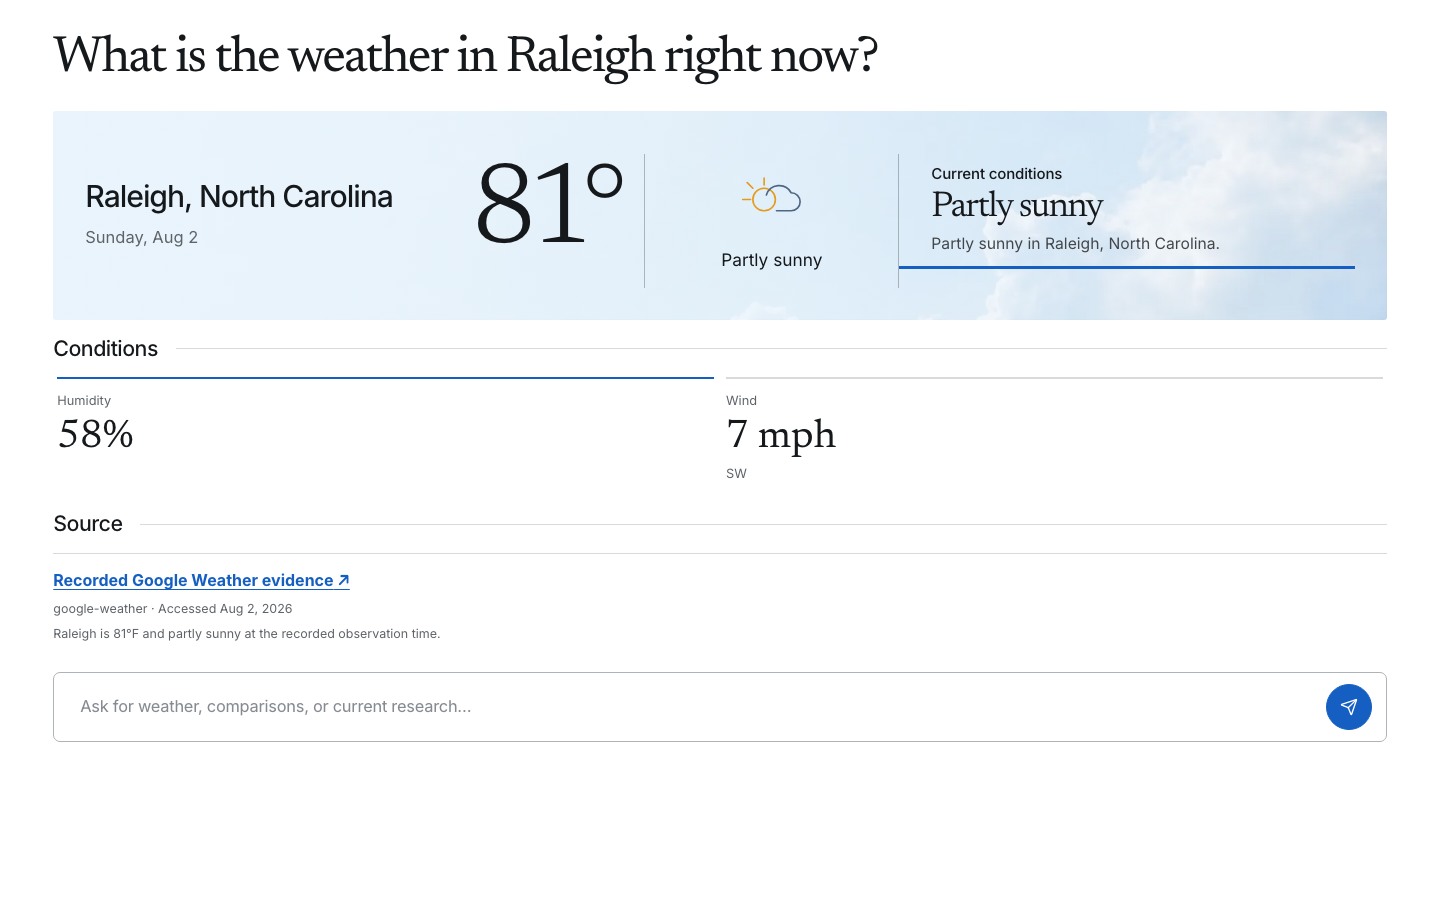 What is the weather in Raleigh right now?
Raleigh, North Carolina
Sunday, Aug 2
81°
Partly sunny
Current conditions
Partly sunny
Partly sunny in Raleigh, North Carolina.
Conditions
Humidity
58%
Wind
7 mph
SW
Source
Recorded Google Weather evidence ↗
google-weather · Accessed Aug 2, 2026
Raleigh is 81°F and partly sunny at the recorded observation time.
Ask for weather, comparisons, or current research...